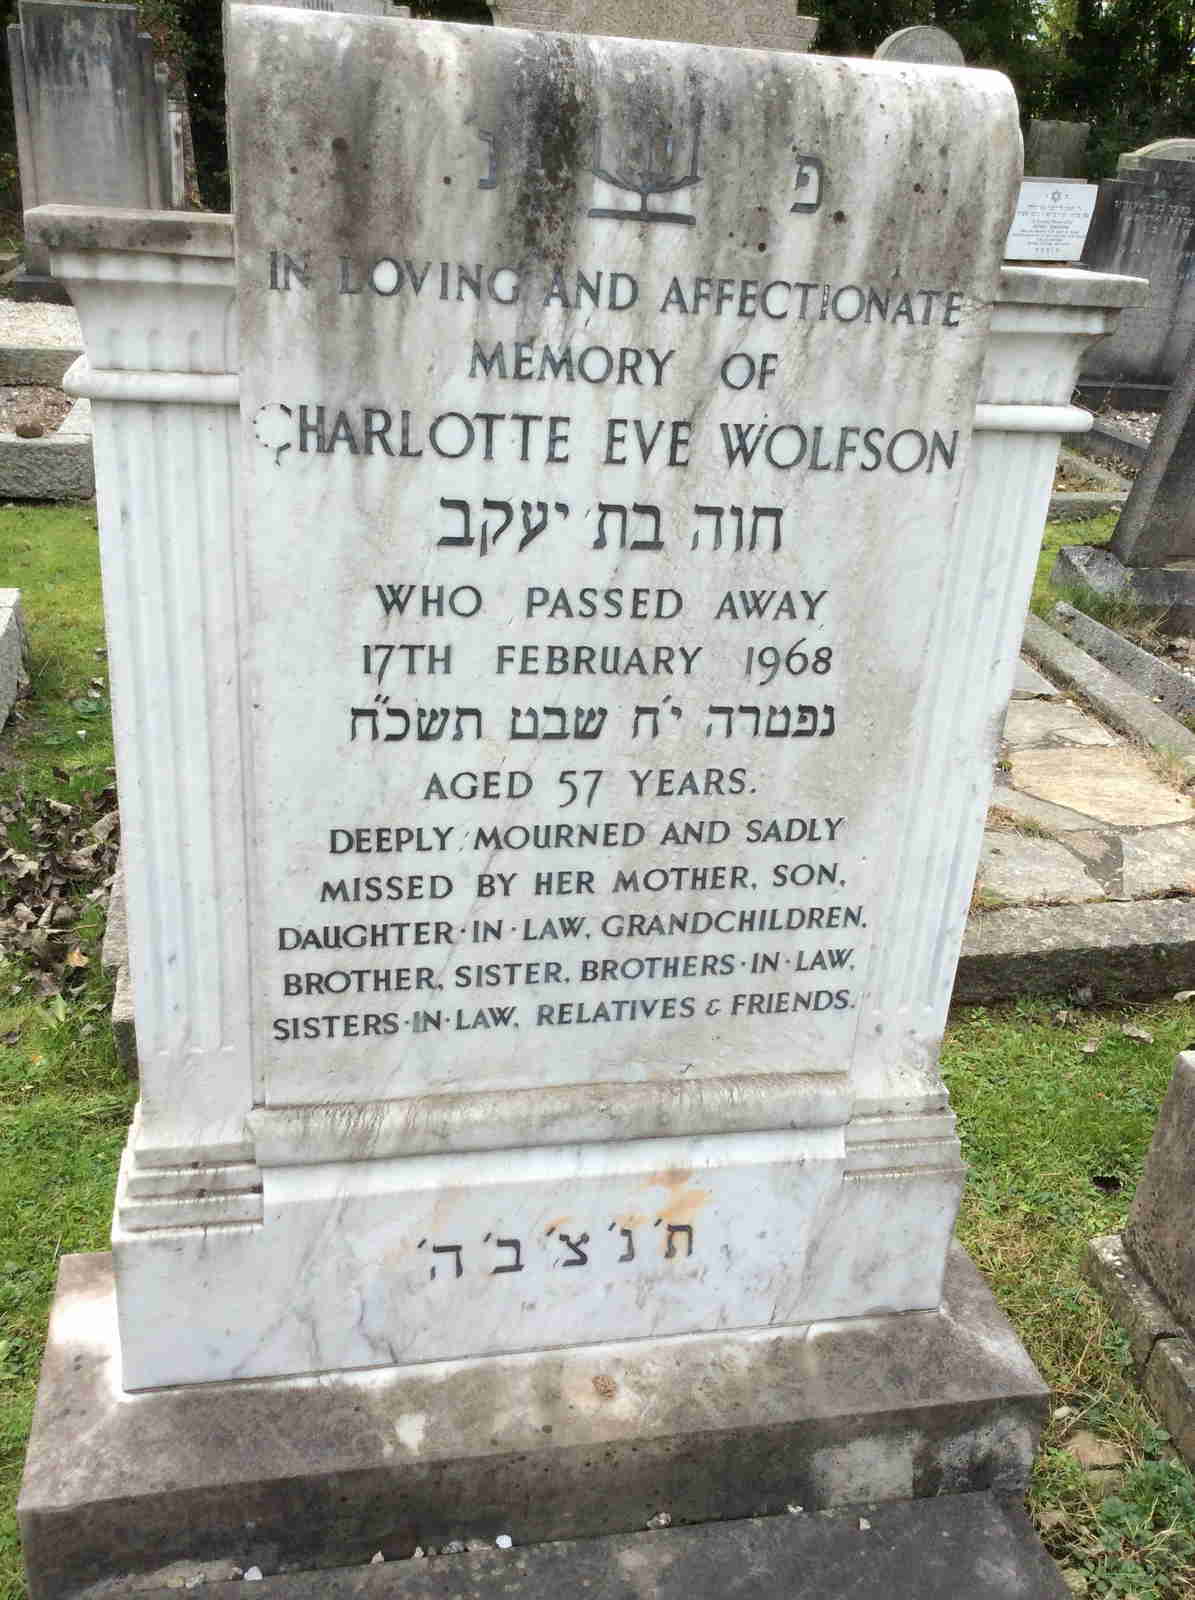 פ נ
IN LOVING AND AFFECTIONATE
MEMORY OF
CHARLOTTE EVE WOLFSON
חוה בת יעקב
WHO PASSED AWAY
17TH FEBRUARY 1968
נפטרה י״ח שבט תשכ״ח
AGED 57 YEARS.
DEEPLY MOURNED AND SADLY
MISSED BY HER MOTHER, SON,
DAUGHTER·IN·LAW, GRANDCHILDREN,
BROTHER, SISTER, BROTHERS·IN·LAW,
SISTERS·IN·LAW, RELATIVES & FRIENDS.
ת׳ נ׳ צ׳ ב׳ ה׳